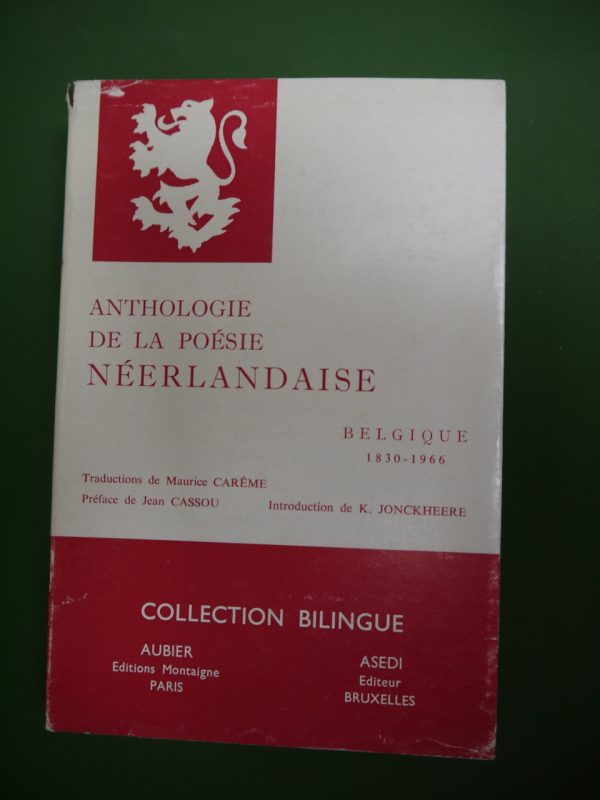 ANTHOLOGIE
DE LA POÉSIE
NÉERLANDAISE
BELGIQUE
1830-1966
Traductions de Maurice CARÊME
Préface de Jean CASSOU
Introduction de K. JONCKHEERE
COLLECTION BILINGUE
AUBIER
Editions Montaigne
PARIS
ASEDI
Editeur
BRUXELLES